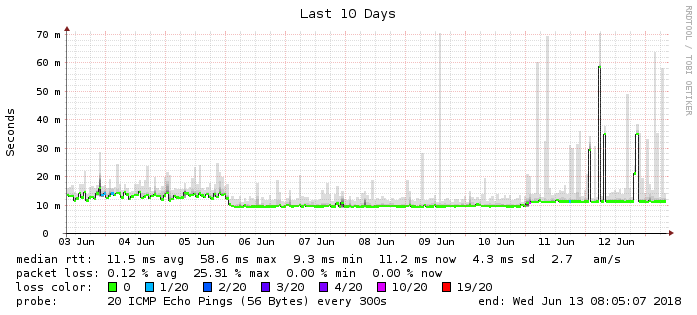 Last 10 Days
RRDTOOL / TOBI OETIKER
Seconds
70 m
60 m
50 m
40 m
30 m
20 m
10 m
0
03 Jun 04 Jun 05 Jun 06 Jun 07 Jun 08 Jun 09 Jun 10 Jun 11 Jun 12 Jun
median rtt: 11.5 ms avg 58.6 ms max 9.3 ms min 11.2 ms now 4.3 ms sd 2.7 am/s
packet loss: 0.12 % avg 25.31 % max 0.00 % min 0.00 % now
loss color: 0 1/20 2/20 3/20 4/20 10/20 19/20
probe: 20 ICMP Echo Pings (56 Bytes) every 300s end: Wed Jun 13 08:05:07 2018